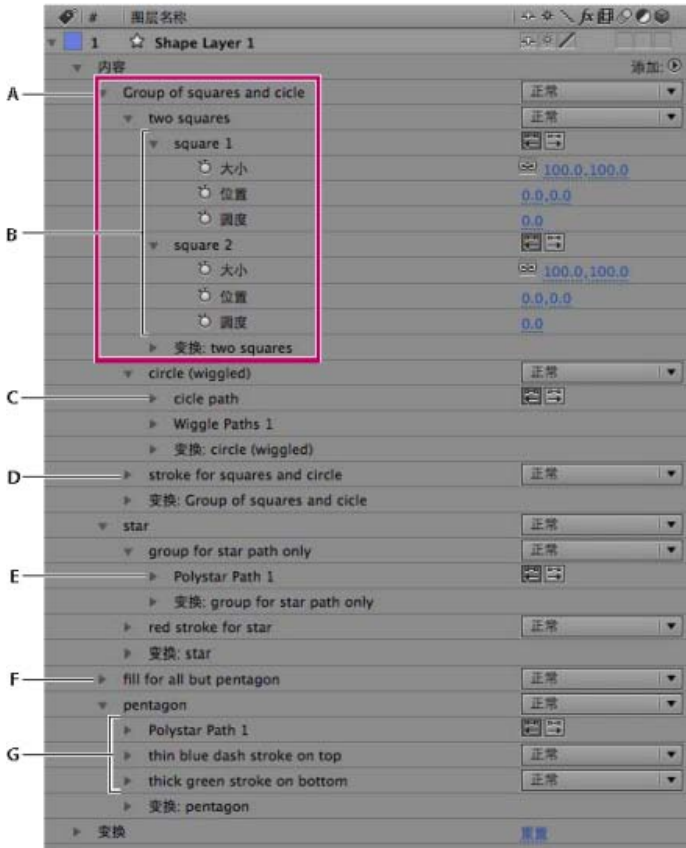 # 图层名称
1 Shape Layer 1
内容 添加:
A Group of squares and cicle 正常
two squares 正常
square 1
大小 100.0,100.0
位置 0.0,0.0
圆度 0.0
B
square 2
大小 100.0,100.0
位置 0.0,0.0
圆度 0.0
变换: two squares
circle (wiggled) 正常
C cicle path
Wiggle Paths 1
变换: circle (wiggled)
D stroke for squares and circle 正常
变换: Group of squares and cicle
star 正常
group for star path only 正常
E Polystar Path 1
变换: group for star path only
red stroke for star 正常
变换: star
F fill for all but pentagon 正常
pentagon 正常
Polystar Path 1
G thin blue dash stroke on top 正常
thick green stroke on bottom 正常
变换: pentagon
变换 重置